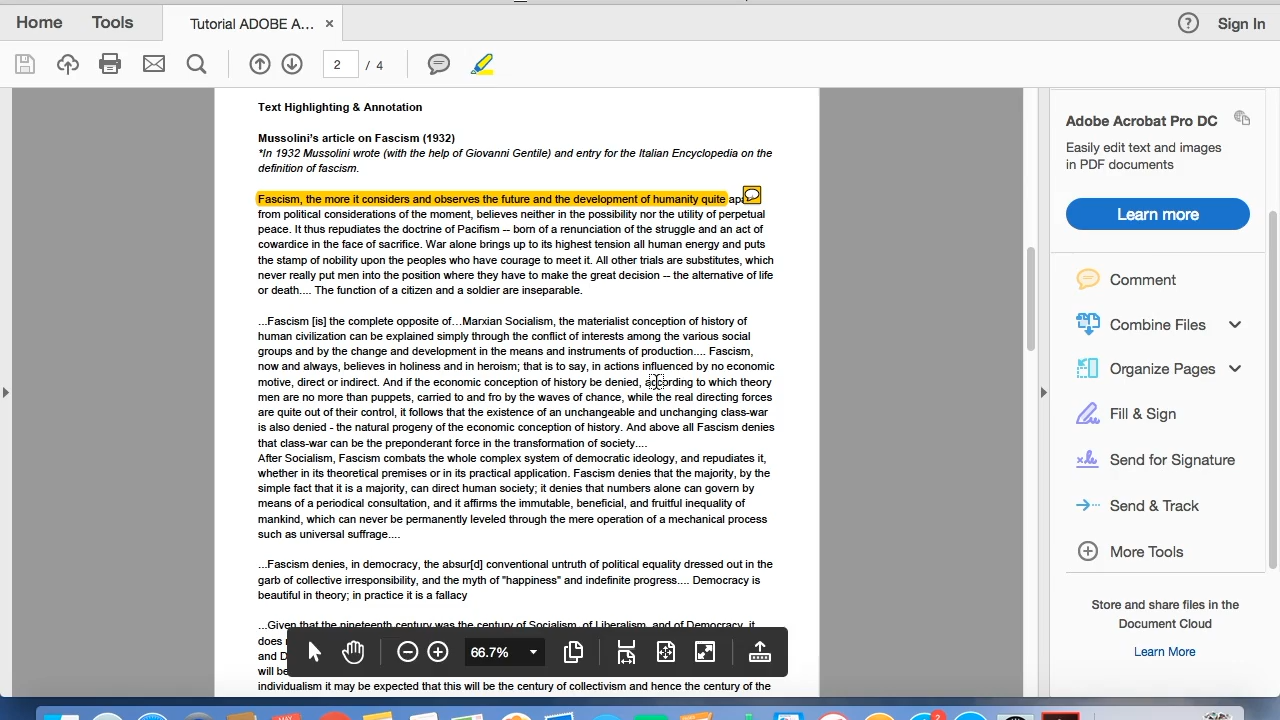 Home Tools Tutorial ADOBE A... × ? Sign In
2 / 4
Text Highlighting & Annotation
Mussolini's article on Fascism (1932)
*In 1932 Mussolini wrote (with the help of Giovanni Gentile) and entry for the Italian Encyclopedia on the
definition of fascism.
Fascism, the more it considers and observes the future and the development of humanity quite
from political considerations of the moment, believes neither in the possibility nor the utility of perpetual
peace. It thus repudiates the doctrine of Pacifism -- born of a renunciation of the struggle and an act of
cowardice in the face of sacrifice. War alone brings up to its highest tension all human energy and puts
the stamp of nobility upon the peoples who have courage to meet it. All other trials are substitutes, which
never really put men into the position where they have to make the great decision -- the alternative of life
or death.... The function of a citizen and a soldier are inseparable.
...Fascism [is] the complete opposite of...Marxian Socialism, the materialist conception of history of
human civilization can be explained simply through the conflict of interests among the various social
groups and by the change and development in the means and instruments of production.... Fascism,
now and always, believes in holiness and in heroism; that is to say, in actions influenced by no economic
motive, direct or indirect. And if the economic conception of history be denied, according to which theory
men are no more than puppets, carried to and fro by the waves of chance, while the real directing forces
are quite out of their control, it follows that the existence of an unchangeable and unchanging class-war
is also denied - the natural progeny of the economic conception of history. And above all Fascism denies
that class-war can be the preponderant force in the transformation of society....
After Socialism, Fascism combats the whole complex system of democratic ideology, and repudiates it,
whether in its theoretical premises or in its practical application. Fascism denies that the majority, by the
simple fact that it is a majority, can direct human society; it denies that numbers alone can govern by
means of a periodical consultation, and it affirms the immutable, beneficial, and fruitful inequality of
mankind, which can never be permanently leveled through the mere operation of a mechanical process
such as universal suffrage....
...Fascism denies, in democracy, the absur[d] conventional untruth of political equality dressed out in the
garb of collective irresponsibility, and the myth of "happiness" and indefinite progress.... Democracy is
beautiful in theory; in practice it is a fallacy
...Given that the nineteenth century was the century of Socialism, of Liberalism, and of Democracy, it
does
and D
will be
individualism it may be expected that this will be the century of collectivism and hence the century of the
66.7%
Adobe Acrobat Pro DC
Easily edit text and images
in PDF documents
Learn more
Comment
Combine Files
Organize Pages
Fill & Sign
Send for Signature
Send & Track
More Tools
Store and share files in the
Document Cloud
Learn More